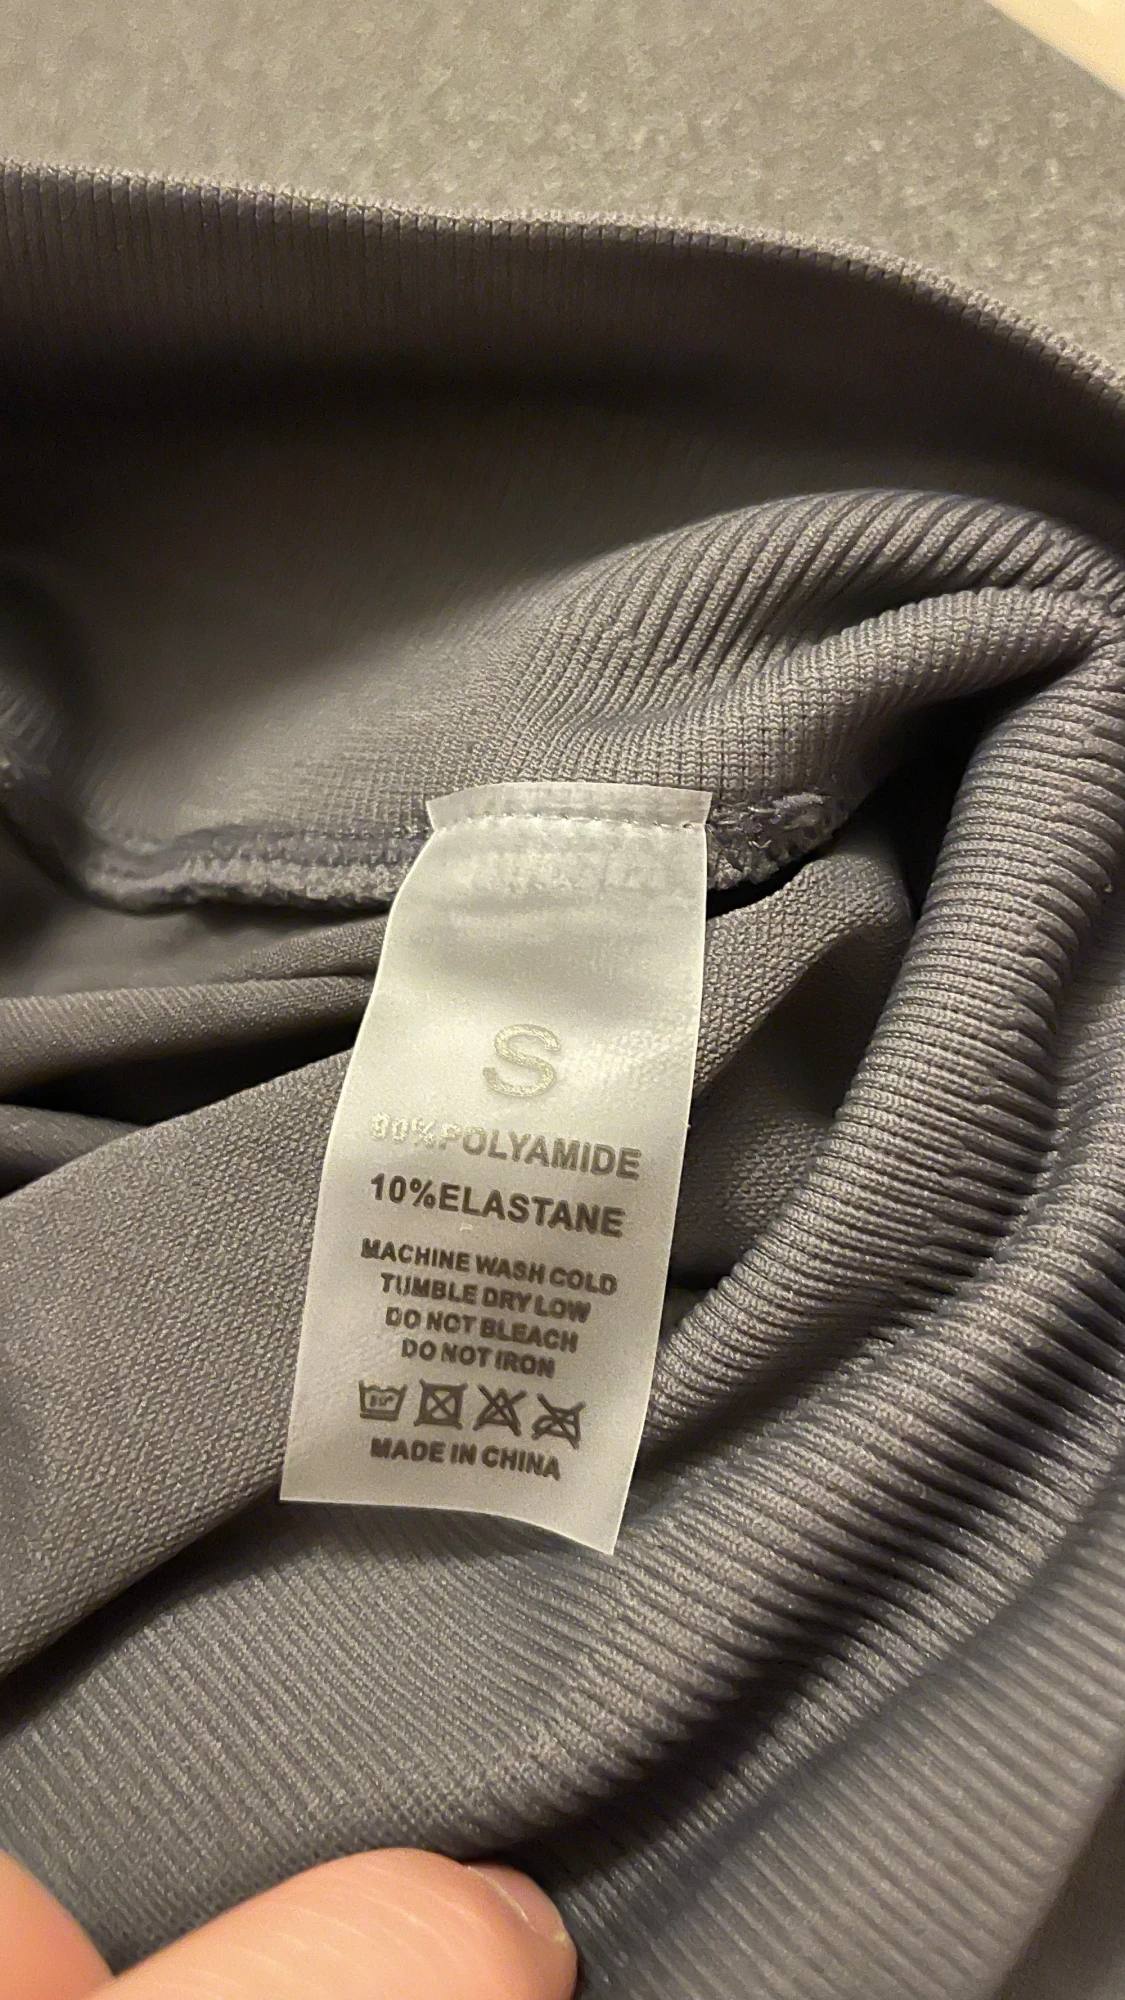 S
90%POLYAMIDE
10%ELASTANE
MACHINE WASH COLD
TUMBLE DRY LOW
DO NOT BLEACH
DO NOT IRON
MADE IN CHINA